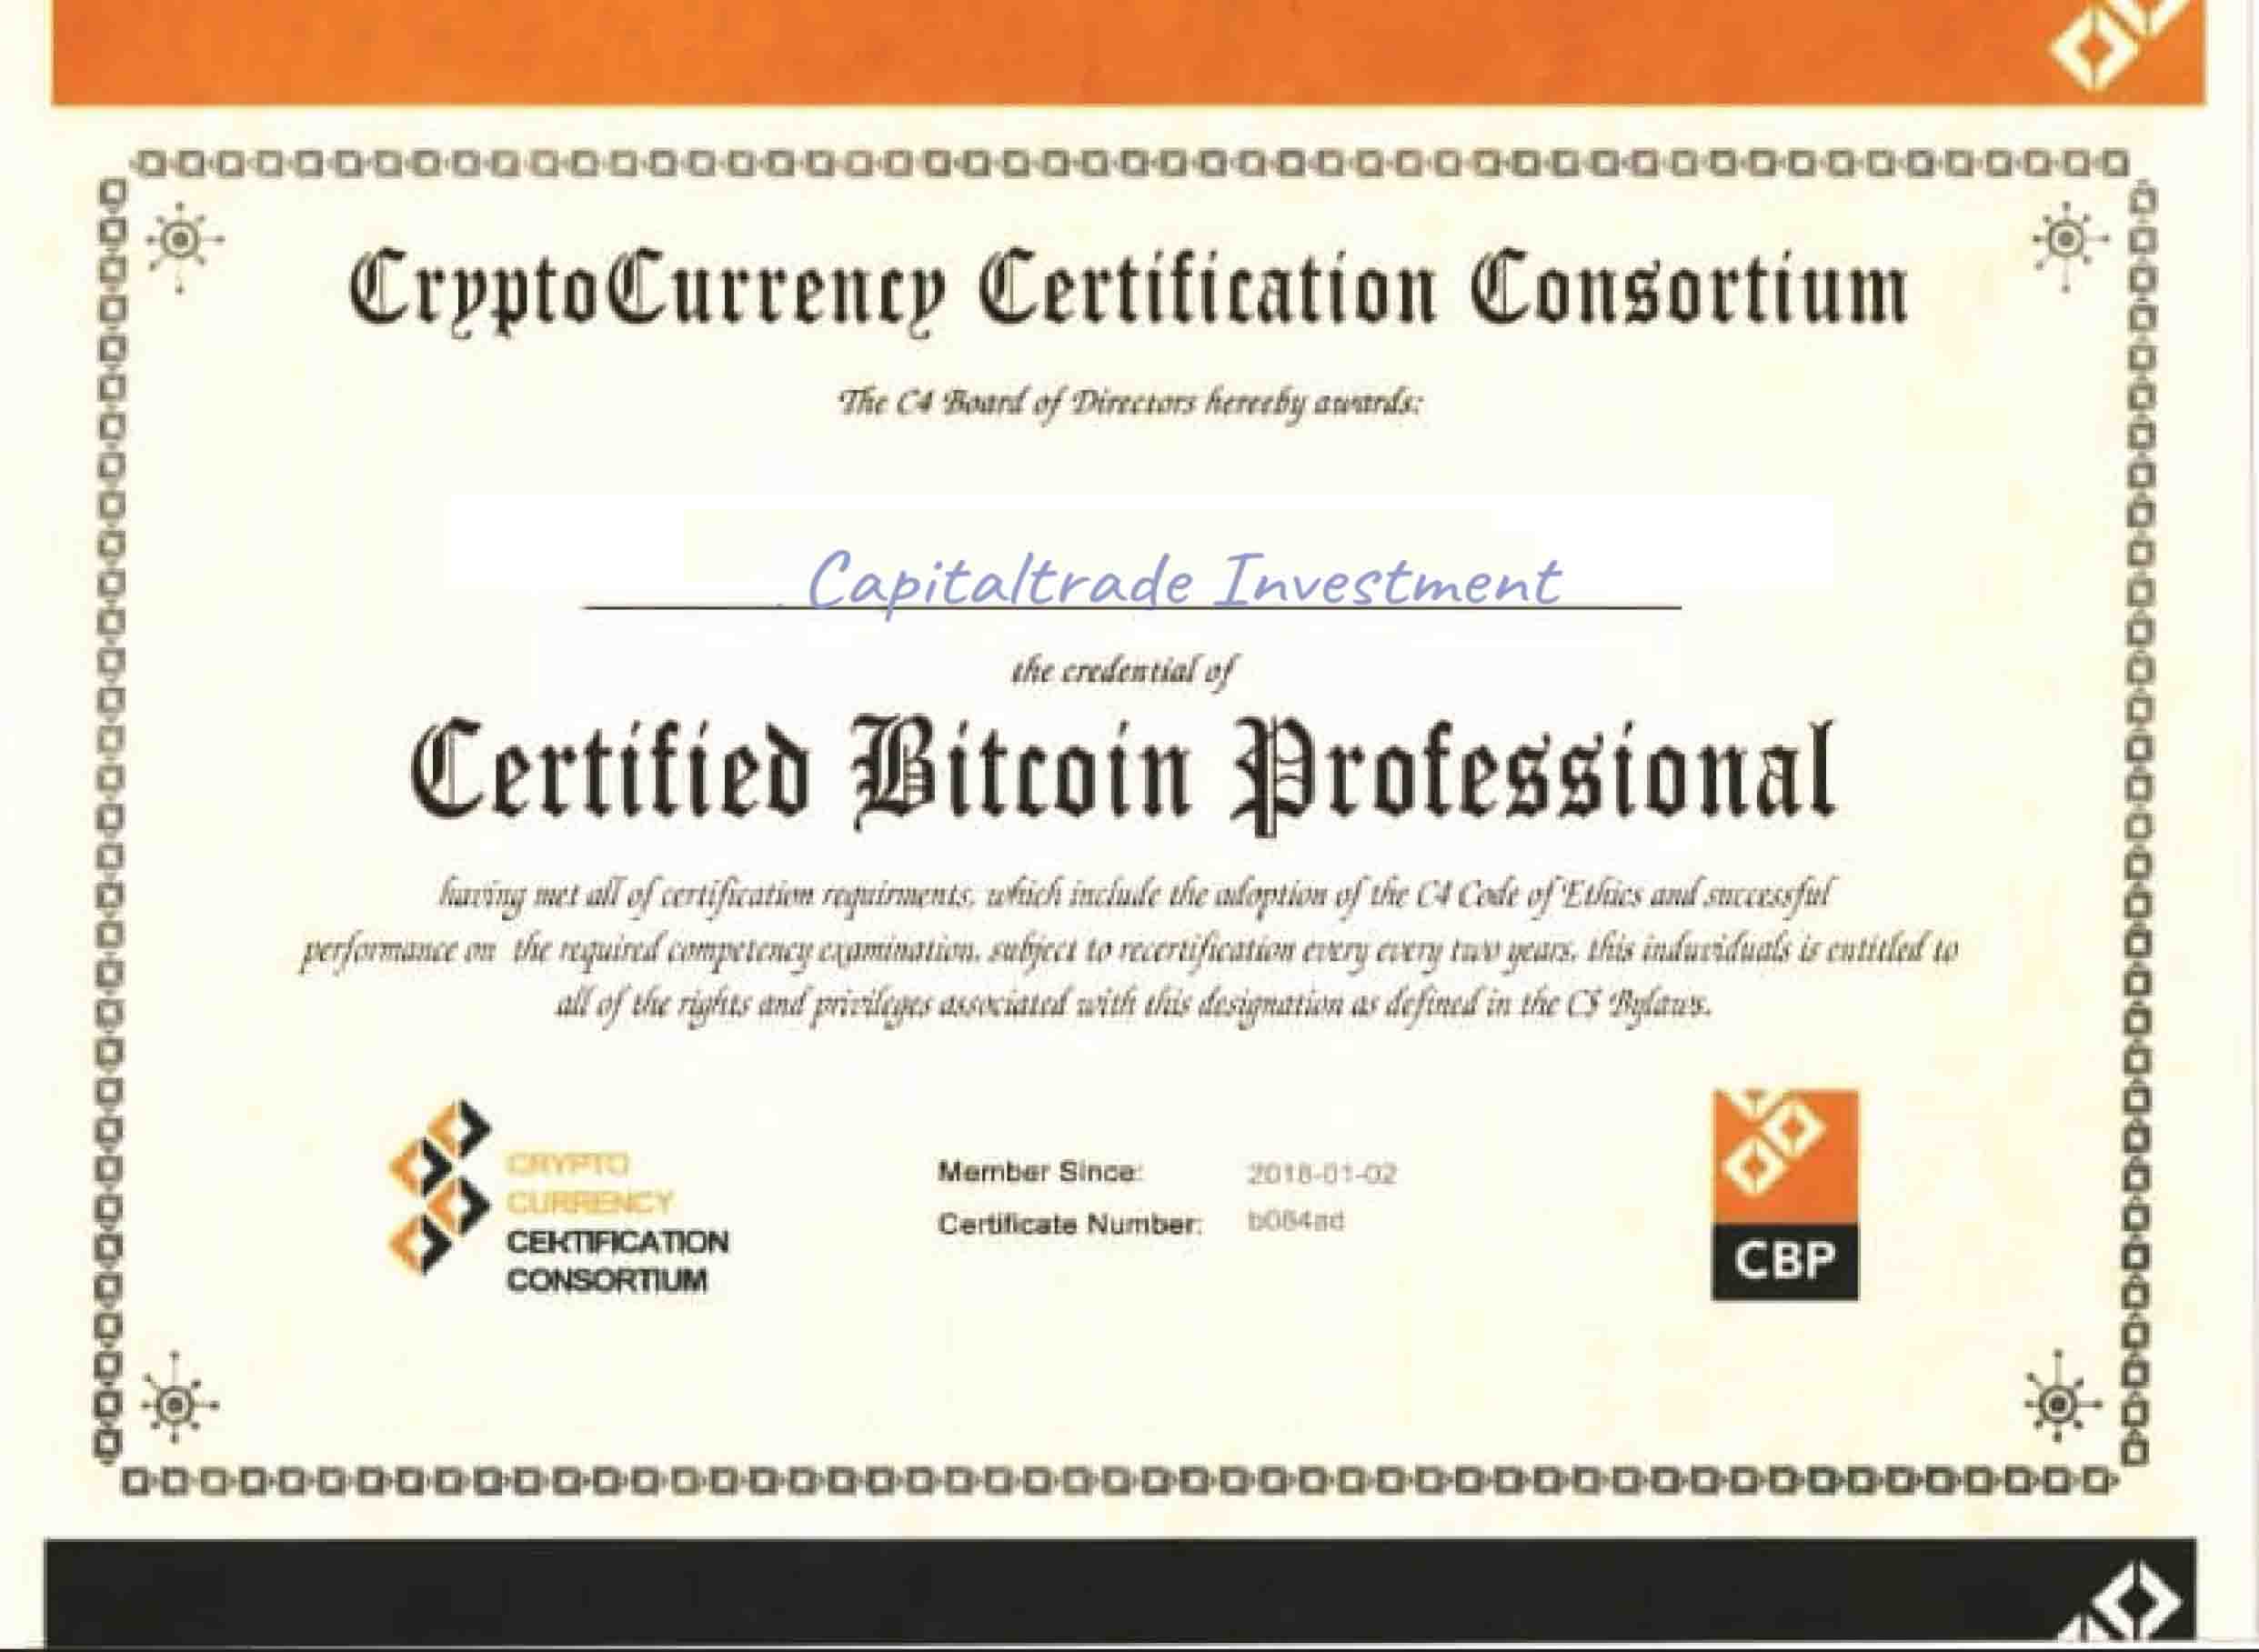 CryptoCurrency Certification Consortium
The C4 Board of Directors hereby awards:
Capitaltrade Investment
the credential of
Certified Bitcoin Professional
having met all of certification requirments, which include the adoption of the C4 Code of Ethics and successful
performance on the required competency examination, subject to recertification every every two years, this induviduals is entitled to
all of the rights and privileges associated with this designation as defined in the C$ Bylaws.
CRYPTO
CURRENCY
CERTIFICATION
CONSORTIUM
Member Since: 2018-01-02
Certificate Number: b084ad
CBP